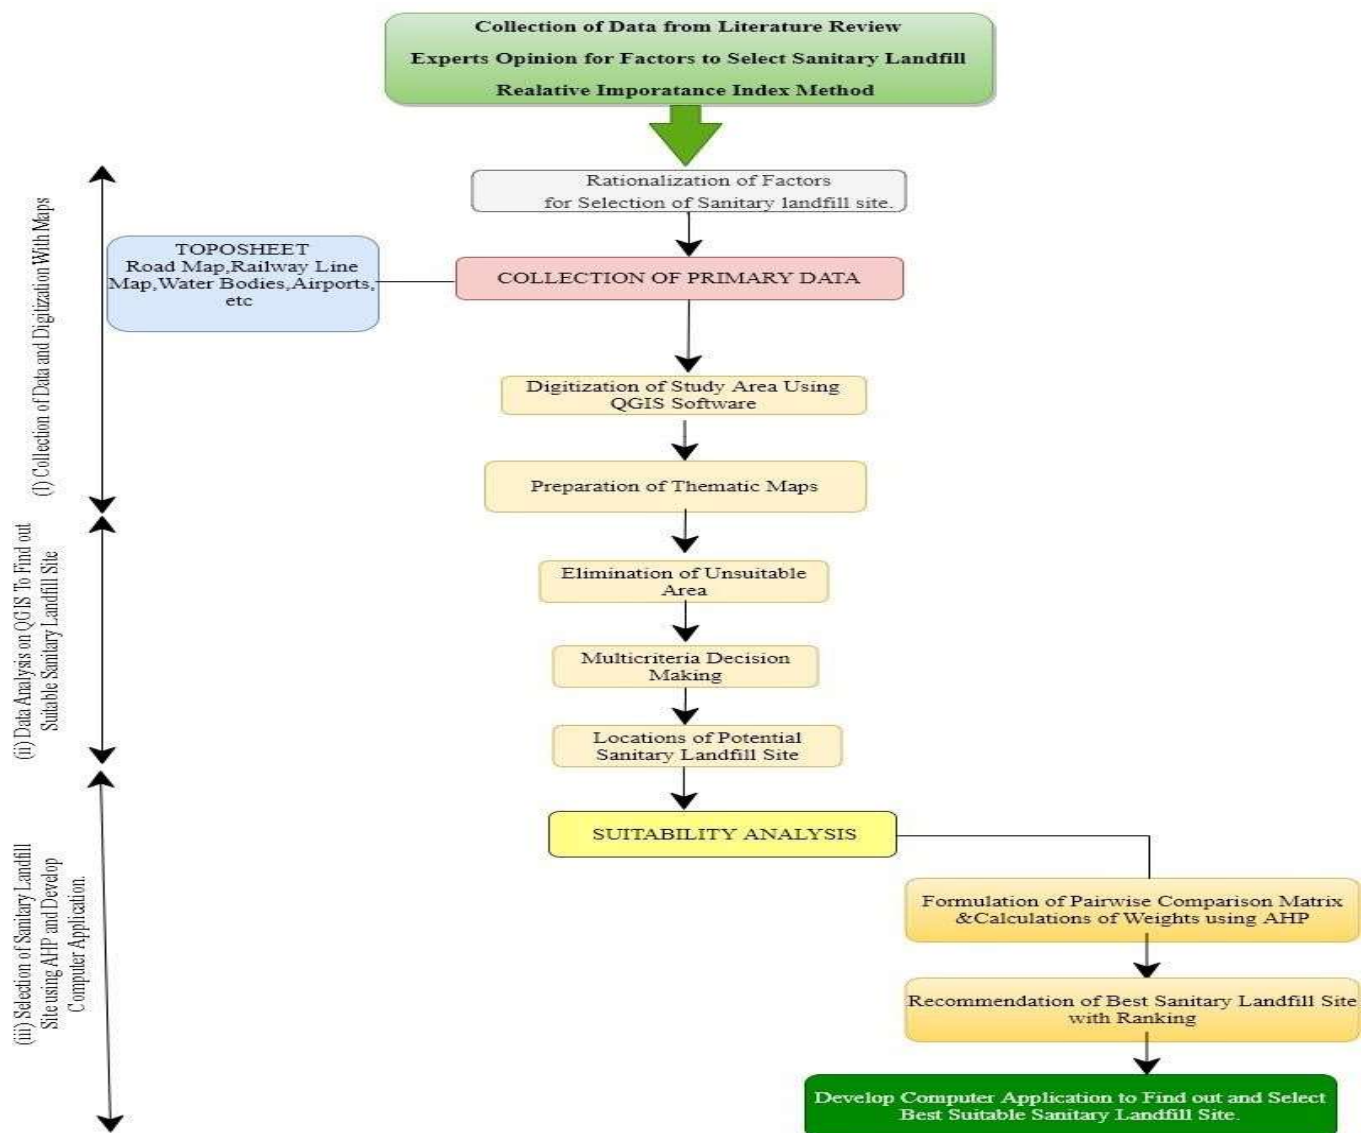 Collection of Data from Literature Review
Experts Opinion for Factors to Select Sanitary Landfill
Realative Imporatance Index Method
Rationalization of Factors
for Selection of Sanitary landfill site.
TOPOSHEET
Road Map,Railway Line
Map,Water Bodies,Airports,
etc
COLLECTION OF PRIMARY DATA
(I) Collection of Data and Digitization With Maps
Digitization of Study Area Using
QGIS Software
Preparation of Thematic Maps
(ii) Data Analysis on QGIS To Find out
Suitable Sanitary Landfill Site
Elimination of Unsuitable
Area
Multicriteria Decision
Making
Locations of Potential
Sanitary Landfill Site
(iii) Selection of Sanitary Landfill
Site using AHP and Develop
Computer Application.
SUITABILITY ANALYSIS
Formulation of Pairwise Comparison Matrix
&Calculations of Weights using AHP
Recommendation of Best Sanitary Landfill Site
with Ranking
Develop Computer Application to Find out and Select
Best Suitable Sanitary Landfill Site.